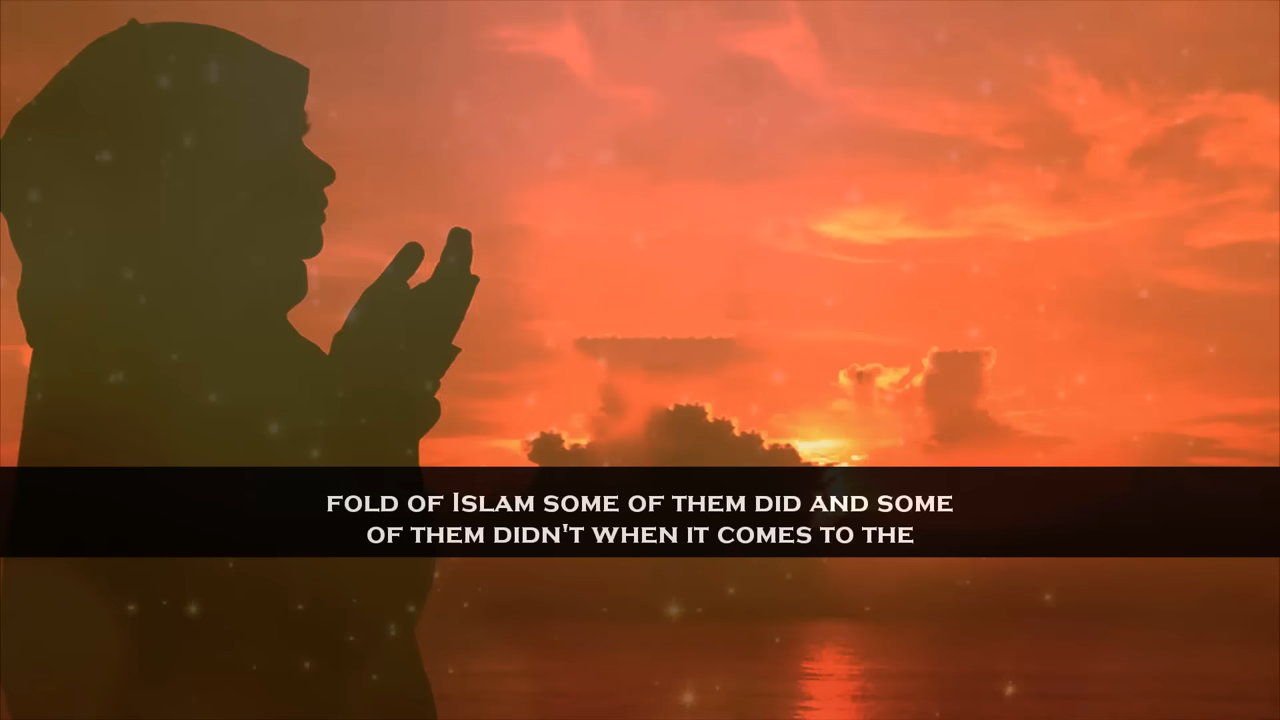 fold of Islam some of them did and some
of them didn't when it comes to the